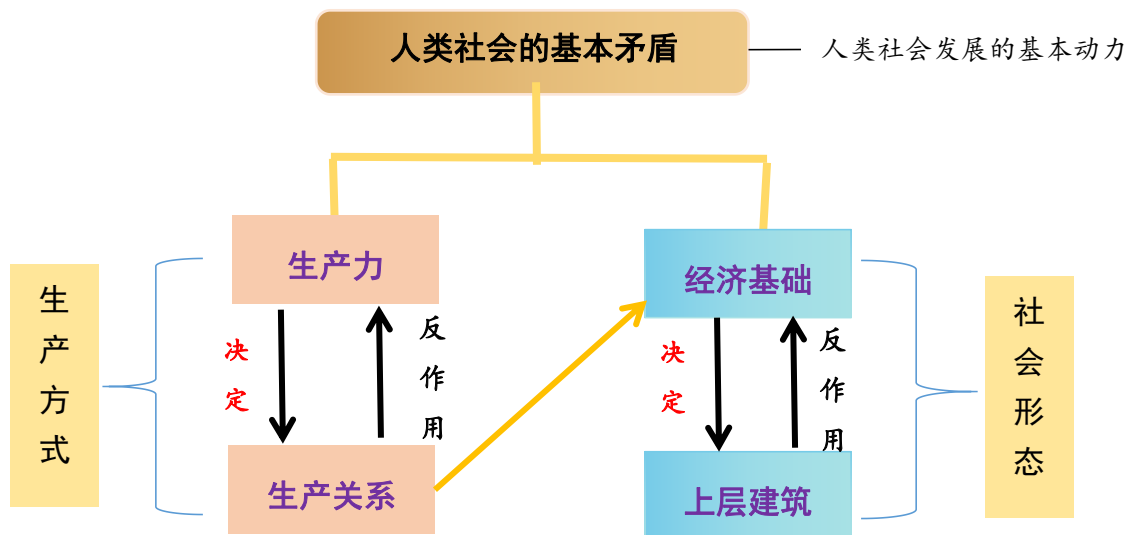 人类社会的基本矛盾
人类社会发展的基本动力
生产方式
生产力
决定
反作用
生产关系
经济基础
决定
反作用
上层建筑
社会形态